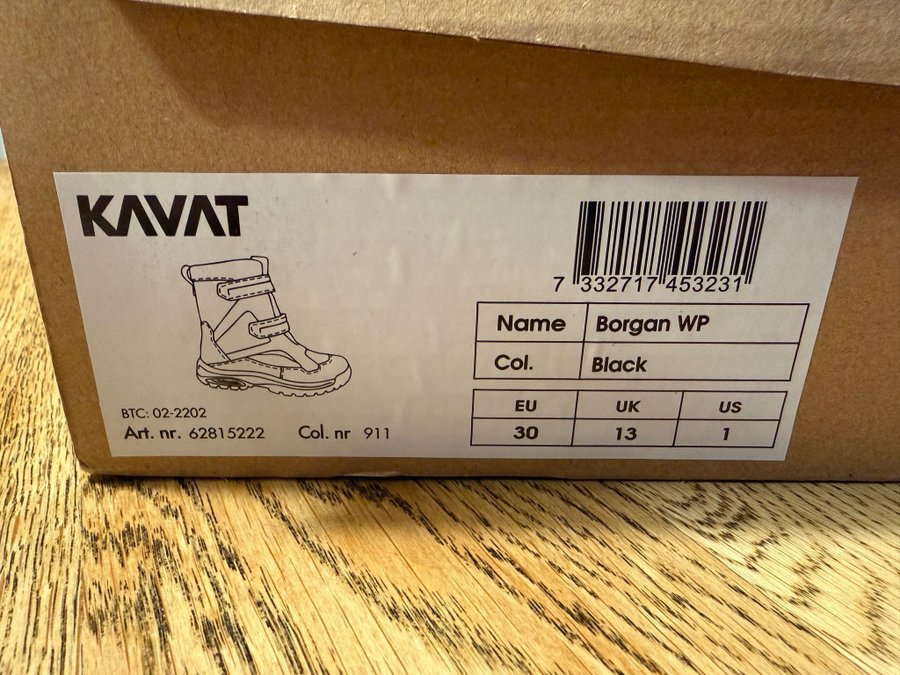 KAVAT
7 332717 453231
Name Borgan WP
Col. Black
BTC: 02-2202
Art. nr. 62815222 Col. nr 911
EU UK US
30 13 1